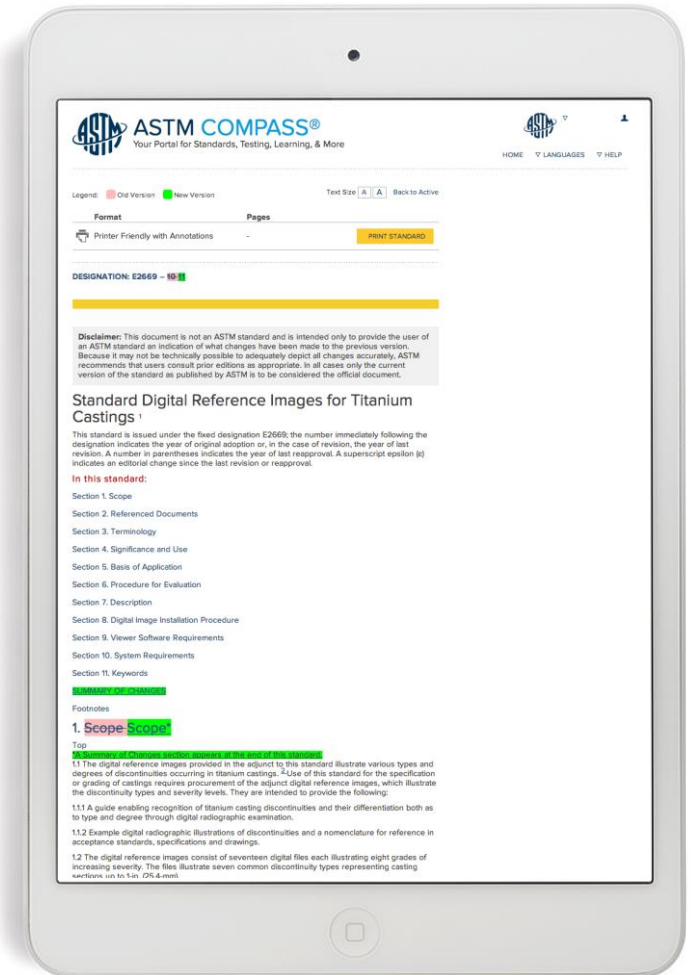 ASTM COMPASS®
Your Portal for Standards, Testing, Learning, & More
HOME ▽ LANGUAGES ▽ HELP
Legend: Old Version New Version
Text Size A A Back to Active
Format Pages
Printer Friendly with Annotations - PRINT STANDARD
DESIGNATION: E2669 – 10 11
Disclaimer: This document is not an ASTM standard and is intended only to provide the user of
an ASTM standard an indication of what changes have been made to the previous version.
Because it may not be technically possible to adequately depict all changes accurately, ASTM
recommends that users consult prior editions as appropriate. In all cases only the current
version of the standard as published by ASTM is to be considered the official document.
Standard Digital Reference Images for Titanium
Castings 1
This standard is issued under the fixed designation E2669; the number immediately following the
designation indicates the year of original adoption or, in the case of revision, the year of last
revision. A number in parentheses indicates the year of last reapproval. A superscript epsilon (ε)
indicates an editorial change since the last revision or reapproval.
In this standard:
Section 1. Scope
Section 2. Referenced Documents
Section 3. Terminology
Section 4. Significance and Use
Section 5. Basis of Application
Section 6. Procedure for Evaluation
Section 7. Description
Section 8. Digital Image Installation Procedure
Section 9. Viewer Software Requirements
Section 10. System Requirements
Section 11. Keywords
SUMMARY OF CHANGES
Footnotes
1. Scope Scope*
Top
*A Summary of Changes section appears at the end of this standard.
1.1 The digital reference images provided in the adjunct to this standard illustrate various types and
degrees of discontinuities occurring in titanium castings. 2 Use of this standard for the specification
or grading of castings requires procurement of the adjunct digital reference images, which illustrate
the discontinuity types and severity levels. They are intended to provide the following:
1.1.1 A guide enabling recognition of titanium casting discontinuities and their differentiation both as
to type and degree through digital radiographic examination.
1.1.2 Example digital radiographic illustrations of discontinuities and a nomenclature for reference in
acceptance standards, specifications and drawings.
1.2 The digital reference images consist of seventeen digital files each illustrating eight grades of
increasing severity. The files illustrate seven common discontinuity types representing casting
sections up to 1-in. (25.4-mm).